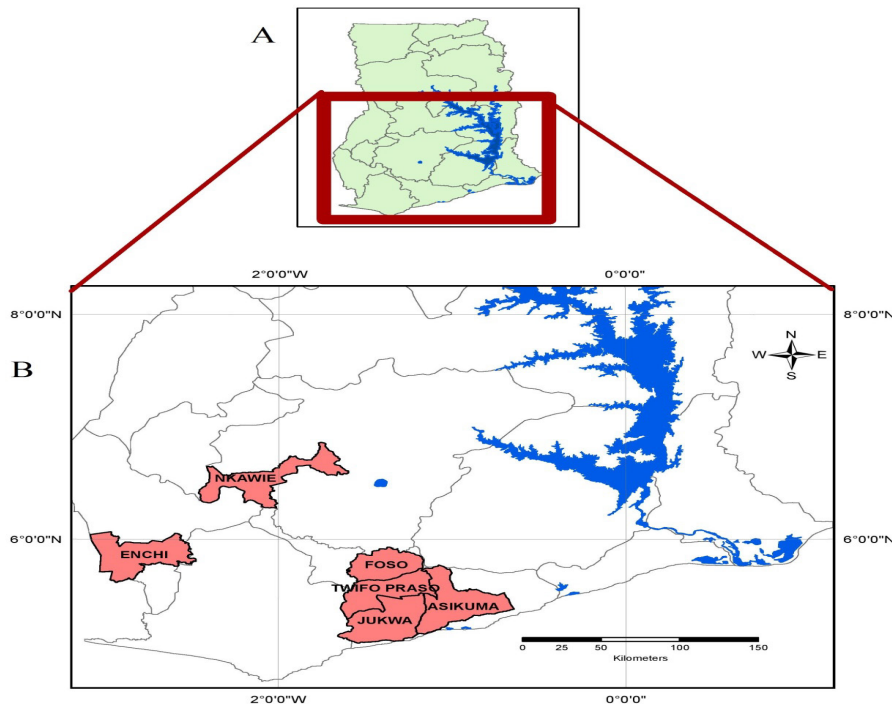 A
2°0'0"W 0°0'0"
8°0'0"N 8°0'0"N
B
N
W E
S
NKAWIE
6°0'0"N 6°0'0"N
ENCHI
FOSO
TWIFO PRASO
ASIKUMA
JUKWA
0 25 50 100 150
Kilometers
2°0'0"W 0°0'0"